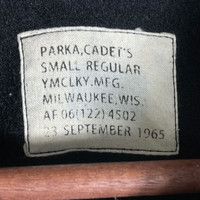 PARKA,CADET'S
SMALL REGULAR
YMCLKY,MFG.
MILWAUKEE,WIS.
AF 06(122)4502
23 SEPTEMBER 1965